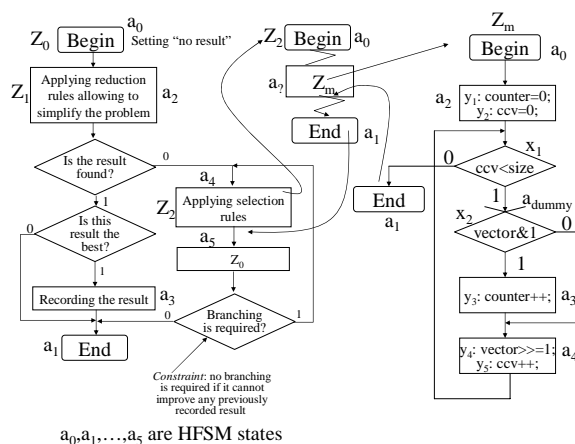 Z0 Begin a0
Setting “no result”
Z1 Applying reduction rules allowing to simplify the problem a2
Is the result found? 0
1
Is this result the best? 0
1
Recording the result a3
a1 End
a4
Z2 Applying selection rules
a5
Z0
Branching is required? 0 1
Constraint: no branching
is required if it cannot
improve any previously
recorded result
Z2 Begin a0
a? Zm
End a1
Zm
Begin a0
a2 y1: counter=0;
y2: ccv=0;
x1
0 ccv<size
1
End
a1
adummy
x2
vector&1 0
1
y3: counter++; a3
y4: vector>>=1;
y5: ccv++; a4
a0,a1,…,a5 are HFSM states